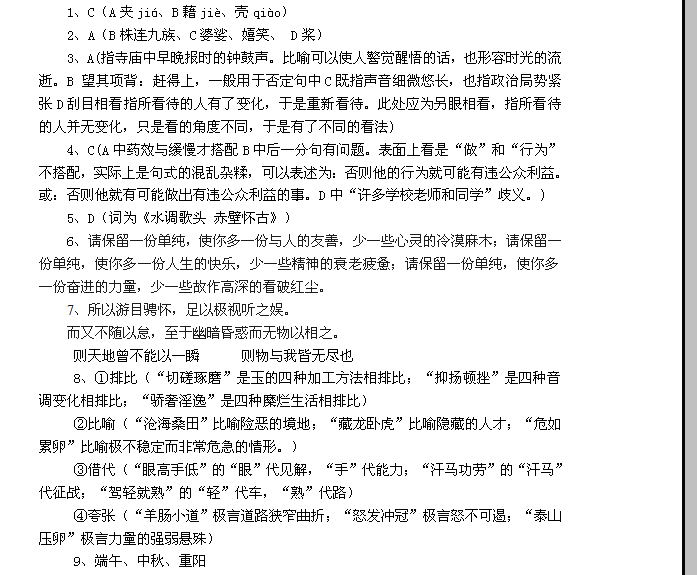 1、C（A夹 jiá、B藉 jiè、壳 qiào）
2、A（B株连九族、C婆娑、嬉笑、 D桨）
3、A(指寺庙中早晚报时的钟鼓声。比喻可以使人警觉醒悟的话，也形容时光的流
逝。B 望其项背：赶得上，一般用于否定句中C既指声音细微悠长，也指政治局势紧
张D刮目相看指所看待的人有了变化，于是重新看待。此处应为另眼相看，指所看待
的人并无变化，只是看的角度不同，于是有了不同的看法)
4、C(A中药效与缓慢才搭配B中后一分句有问题。表面上看是“做”和“行为”
不搭配，实际上是句式的混乱杂糅，可以表述为：否则他的行为就可能有违公众利益。
或：否则他就有可能做出有违公众利益的事。D中“许多学校老师和同学”歧义。)
5、D（词为《水调歌头 赤壁怀古》）
6、请保留一份单纯，使你多一份与人的友善，少一些心灵的冷漠麻木；请保留一
份单纯，使你多一份人生的快乐，少一些精神的衰老疲惫；请保留一份单纯，使你多
一份奋进的力量，少一些故作高深的看破红尘。
7、所以游目骋怀，足以极视听之娱。
而又不随以怠，至于幽暗昏惑而无物以相之。
则天地曾不能以一瞬 则物与我皆无尽也
8、①排比（“切磋琢磨”是玉的四种加工方法相排比；“抑扬顿挫”是四种音
调变化相排比；“骄奢淫逸”是四种糜烂生活相排比）
②比喻（“沧海桑田”比喻险恶的境地；“藏龙卧虎”比喻隐藏的人才；“危如
累卵”比喻极不稳定而非常危急的情形。）
③借代（“眼高手低”的“眼”代见解，“手”代能力；“汗马功劳”的“汗马”
代征战；“驾轻就熟”的“轻”代车，“熟”代路）
④夸张（“羊肠小道”极言道路狭窄曲折；“怒发冲冠”极言怒不可遏；“泰山
压卵”极言力量的强弱悬殊）
9、端午、中秋、重阳